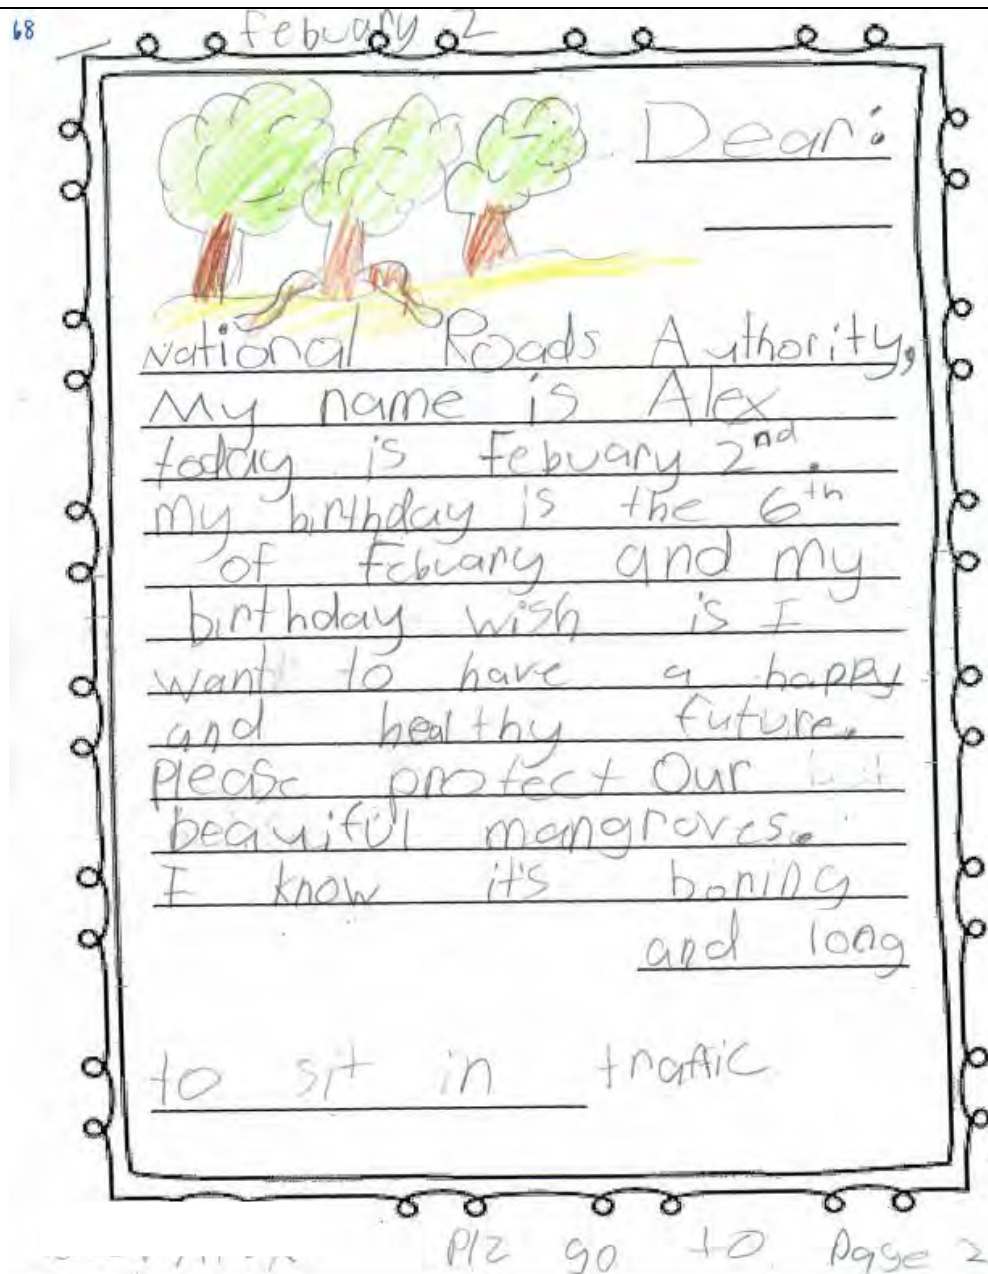 68
febuary 2
Dear:
National Roads Authority,
My name is Alex
today is Febuary 2nd.
my birthday is the 6th
of Febuary and my
birthday wish is I
want to have a happy
and healthy future.
Please protect Our
beauiful mangroves.
I know it's boring
and long
to sit in traffic
Plz go to Page 2